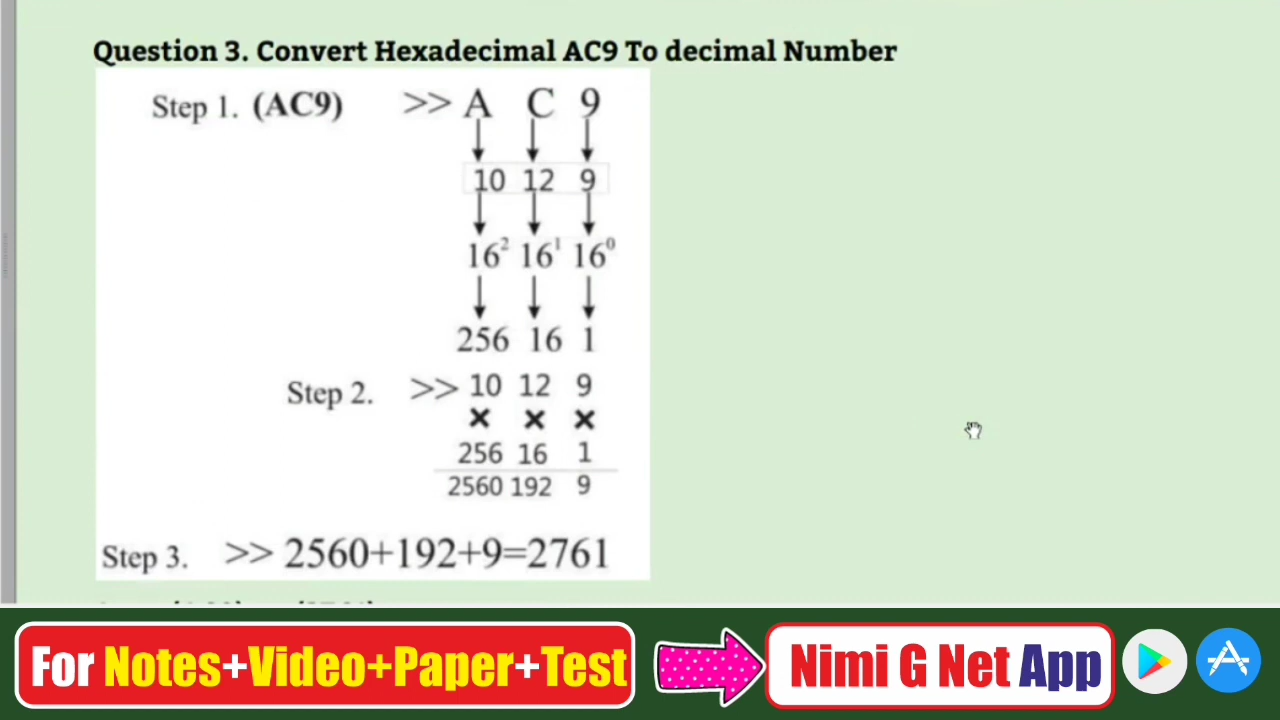 Question 3. Convert Hexadecimal AC9 To decimal Number
Step 1. (AC9) >> A C 9
10 12 9
16² 16¹ 16⁰
256 16 1
Step 2. >> 10 12 9
× × ×
256 16 1
2560 192 9
Step 3. >> 2560+192+9=2761
For Notes+Video+Paper+Test
Nimi G Net App